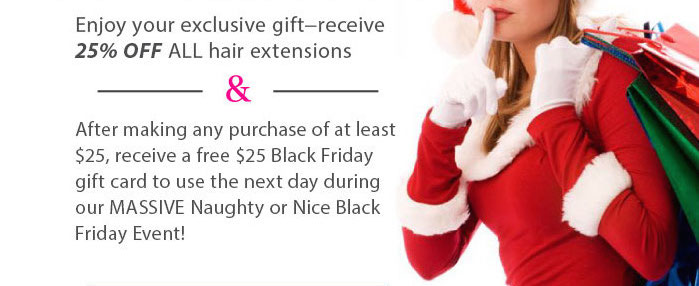 Enjoy your exclusive gift–receive
25% OFF ALL hair extensions
&
After making any purchase of at least
$25, receive a free $25 Black Friday
gift card to use the next day during
our MASSIVE Naughty or Nice Black
Friday Event!